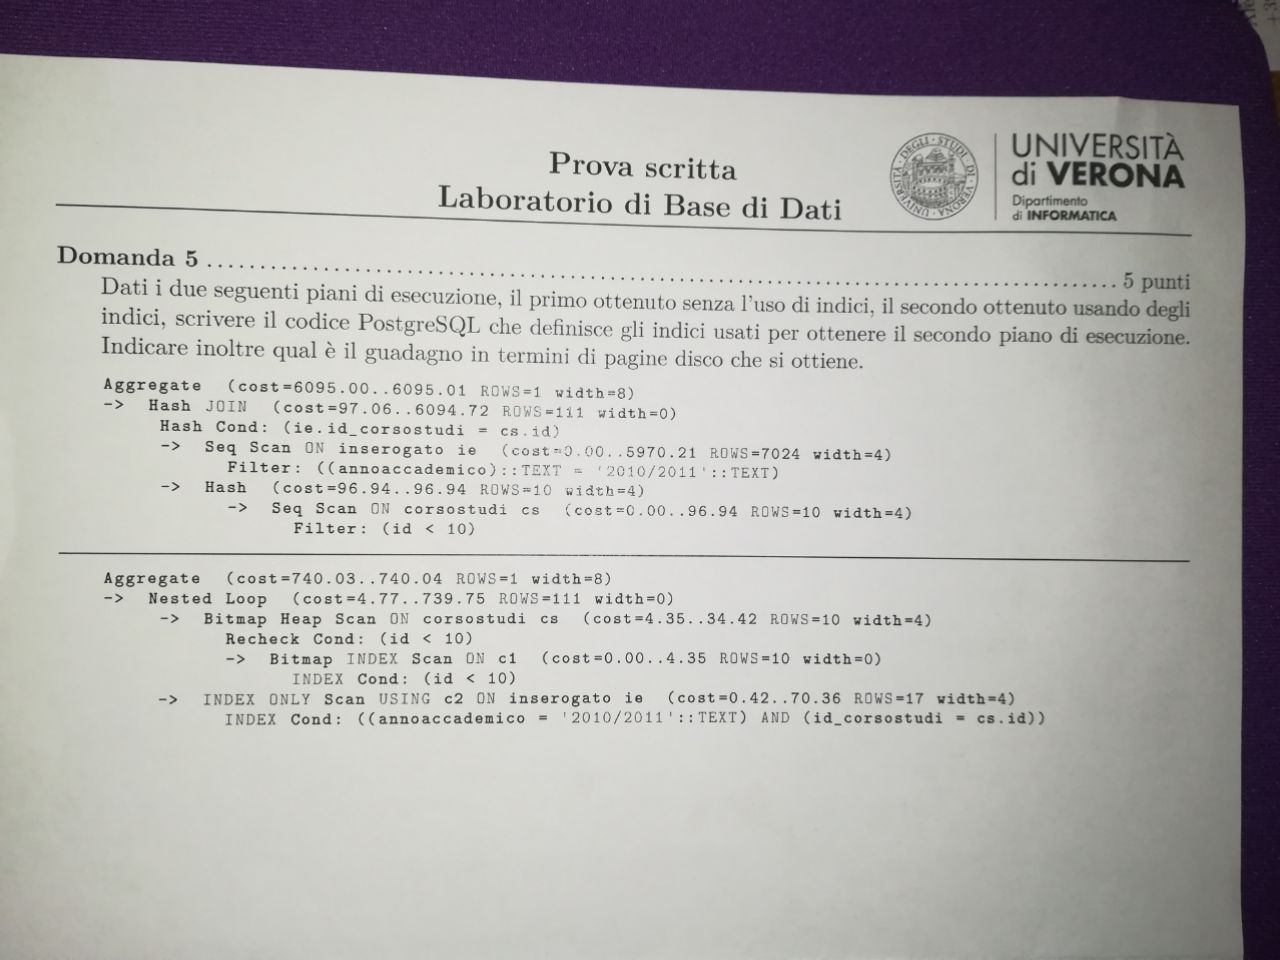 Prova scritta
Laboratorio di Base di Dati
UNIVERSITÀ
di VERONA
Dipartimento
di INFORMATICA
Domanda 5 ........................................................................ 5 punti
Dati i due seguenti piani di esecuzione, il primo ottenuto senza l'uso di indici, il secondo ottenuto usando degli
indici, scrivere il codice PostgreSQL che definisce gli indici usati per ottenere il secondo piano di esecuzione.
Indicare inoltre qual è il guadagno in termini di pagine disco che si ottiene.
Aggregate (cost=6095.00..6095.01 ROWS=1 width=8)
-> Hash JOIN (cost=97.06..6094.72 ROWS=111 width=0)
Hash Cond: (ie.id_corsostudi = cs.id)
-> Seq Scan ON inserogato ie (cost=0.00..5970.21 ROWS=7024 width=4)
Filter: ((annoaccademico)::TEXT = '2010/2011'::TEXT)
-> Hash (cost=96.94..96.94 ROWS=10 width=4)
-> Seq Scan ON corsostudi cs (cost=0.00..96.94 ROWS=10 width=4)
Filter: (id < 10)
Aggregate (cost=740.03..740.04 ROWS=1 width=8)
-> Nested Loop (cost=4.77..739.75 ROWS=111 width=0)
-> Bitmap Heap Scan ON corsostudi cs (cost=4.35..34.42 ROWS=10 width=4)
Recheck Cond: (id < 10)
-> Bitmap INDEX Scan ON c1 (cost=0.00..4.35 ROWS=10 width=0)
INDEX Cond: (id < 10)
-> INDEX ONLY Scan USING c2 ON inserogato ie (cost=0.42..70.36 ROWS=17 width=4)
INDEX Cond: ((annoaccademico = '2010/2011'::TEXT) AND (id_corsostudi = cs.id))